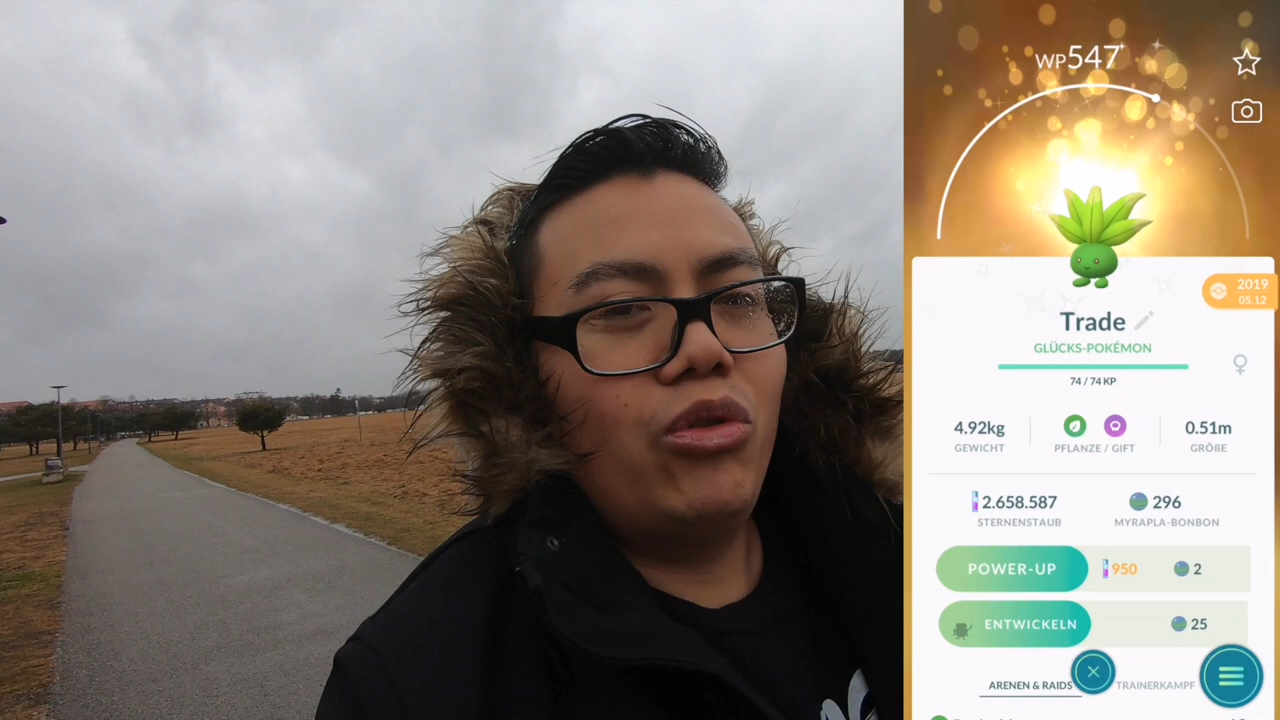 WP547
2019
05.12
Trade
GLÜCKS-POKÉMON
74 / 74 KP
4.92kg
GEWICHT
PFLANZE / GIFT
0.51m
GRÖßE
2.658.587
STERNENSTAUB
296
MYRAPLA-BONBON
POWER-UP
950
2
ENTWICKELN
25
ARENEN & RAIDS
TRAINERKAMPF